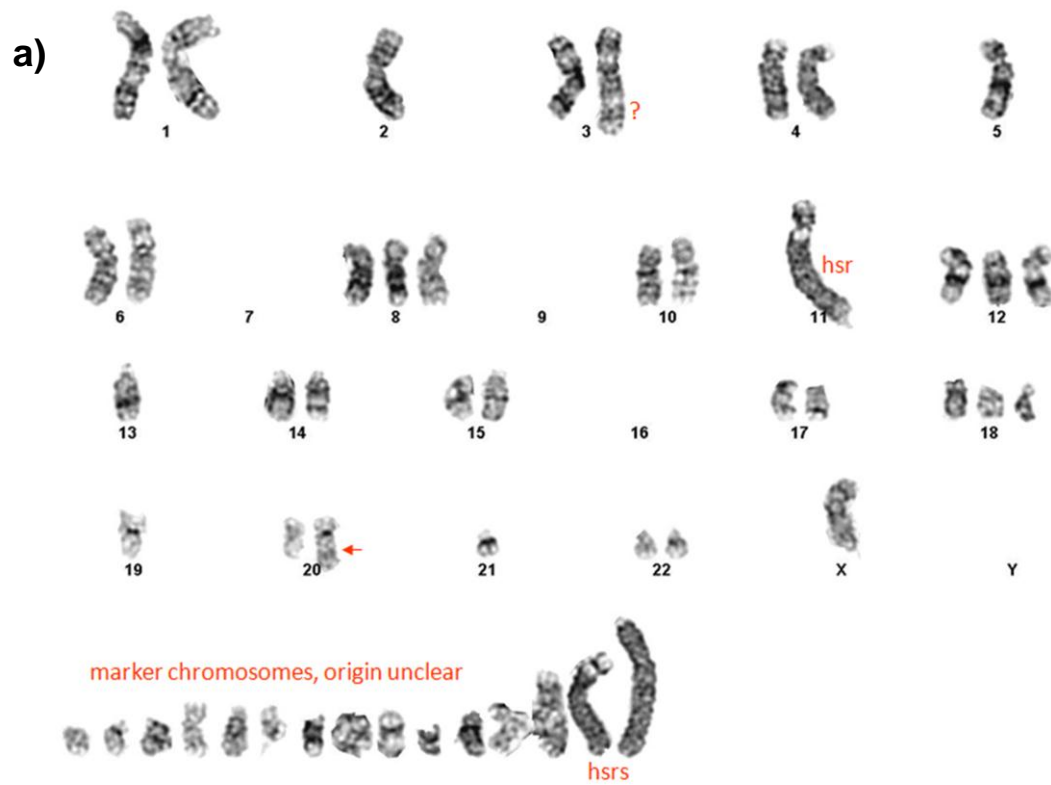 a)
1 2 3 ? 4 5
6 7 8 9 10 11 hsr 12
13 14 15 16 17 18
19 20 21 22 X Y
marker chromosomes, origin unclear
hsrs